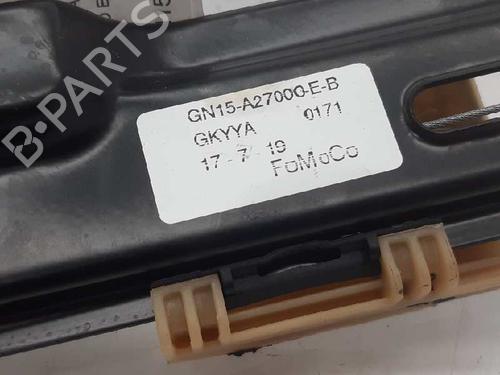 GN15-A27000-E-B
GKYYA 0171
17-7-19
FoMoCo
B-PARTS